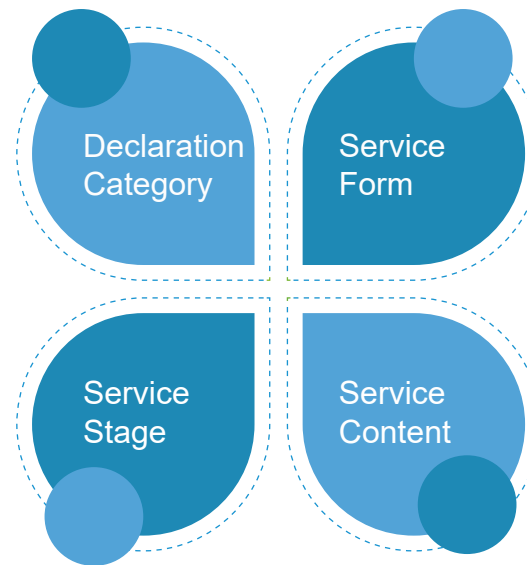 Declaration
Category
Service
Form
Service
Stage
Service
Content